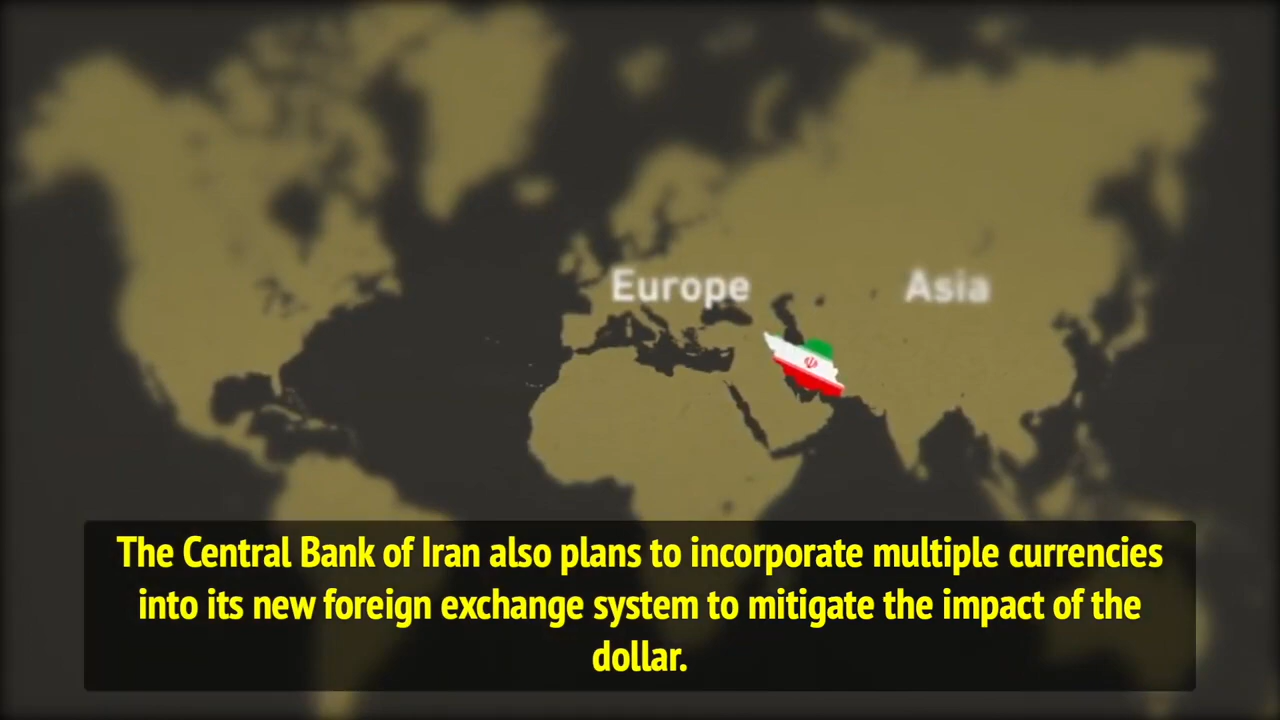 Europe
Asia
The Central Bank of Iran also plans to incorporate multiple currencies
into its new foreign exchange system to mitigate the impact of the
dollar.